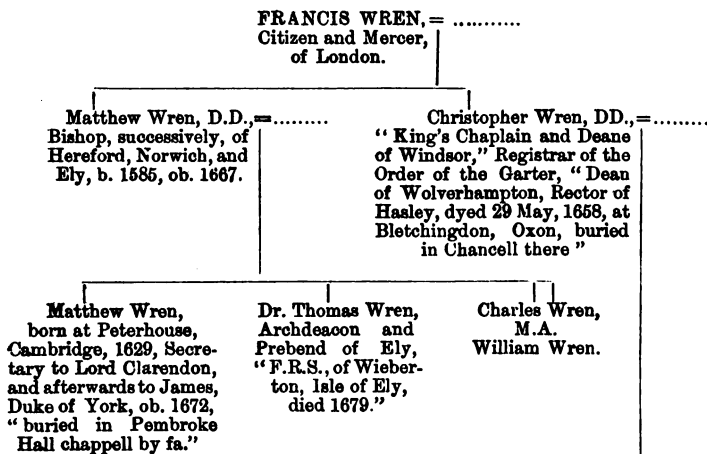 FRANCIS WREN, = ...........
Citizen and Mercer,
of London.
Matthew Wren, D.D.,=.........
Bishop, successively, of
Hereford, Norwich, and
Ely, b. 1585, ob. 1667.
Christopher Wren, DD.,=.........
“ King's Chaplain and Deane
of Windsor,” Registrar of the
Order of the Garter, “ Dean
of Wolverhampton, Rector of
Hasley, dyed 29 May, 1658, at
Bletchingdon, Oxon, buried
in Chancell there ”
Matthew Wren,
born at Peterhouse,
Cambridge, 1629, Secre-
tary to Lord Clarendon,
and afterwards to James,
Duke of York, ob. 1672,
“ buried in Pembroke
Hall chappell by fa.”
Dr. Thomas Wren,
Archdeacon and
Prebend of Ely,
“F.R.S., of Wieber-
ton, Isle of Ely,
died 1679.”
Charles Wren,
M.A.
William Wren.